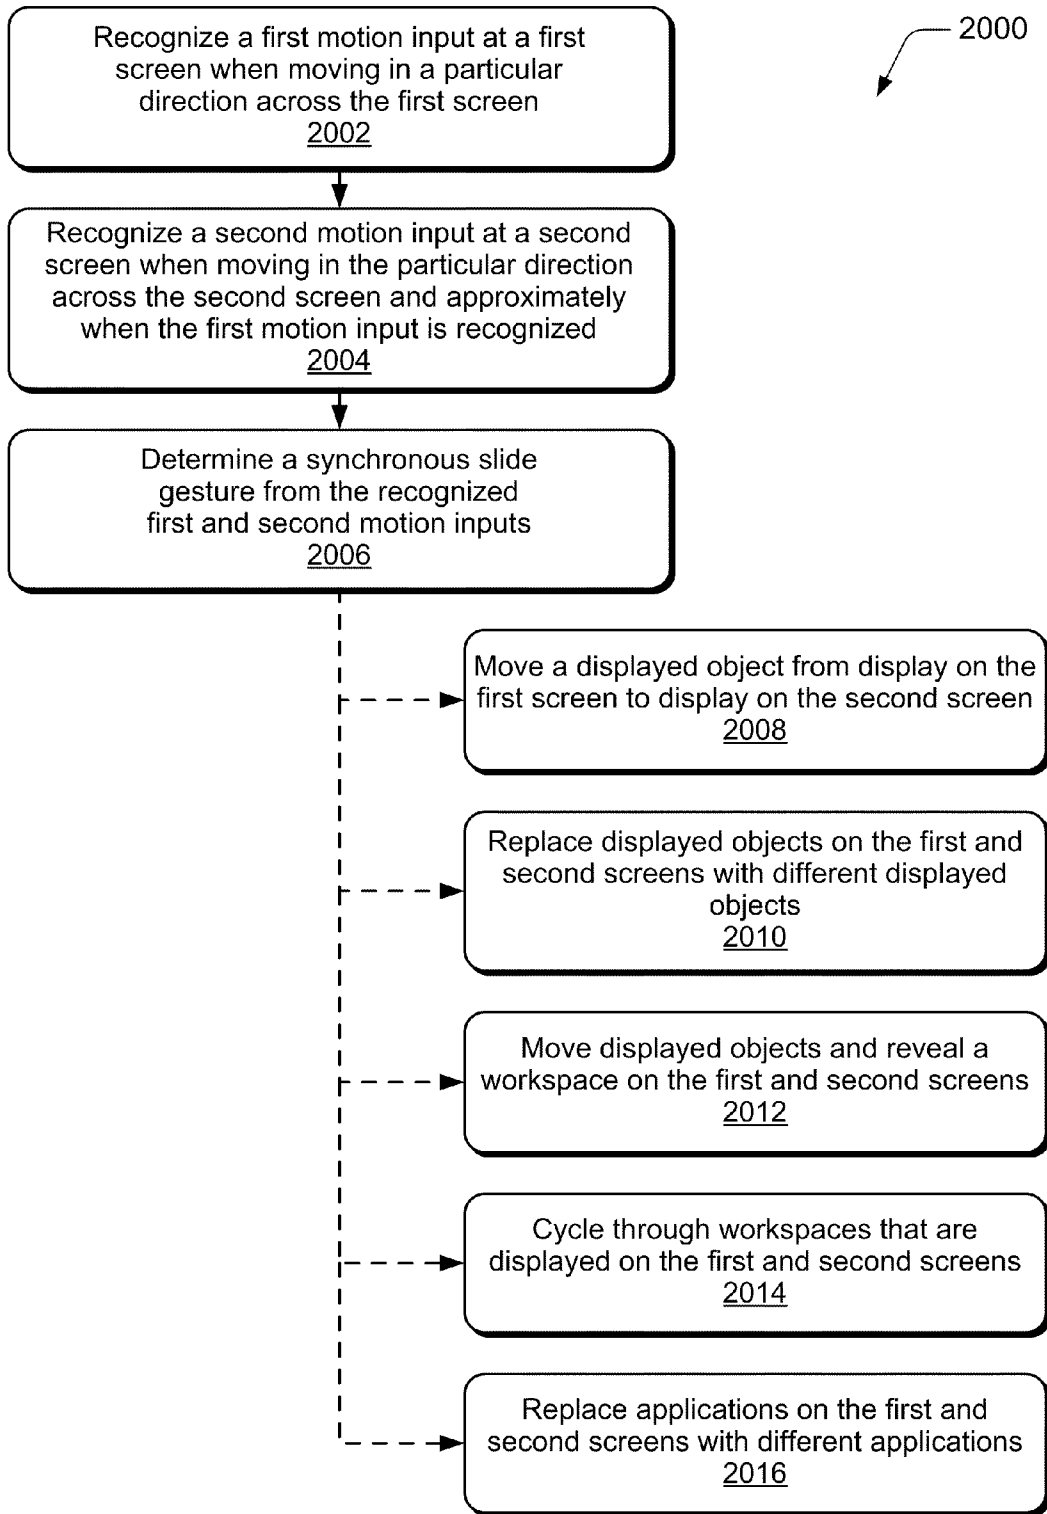 2000
Recognize a first motion input at a first
screen when moving in a particular
direction across the first screen
2002
Recognize a second motion input at a second
screen when moving in the particular direction
across the second screen and approximately
when the first motion input is recognized
2004
Determine a synchronous slide
gesture from the recognized
first and second motion inputs
2006
Move a displayed object from display on the
first screen to display on the second screen
2008
Replace displayed objects on the first and
second screens with different displayed
objects
2010
Move displayed objects and reveal a
workspace on the first and second screens
2012
Cycle through workspaces that are
displayed on the first and second screens
2014
Replace applications on the first and
second screens with different applications
2016